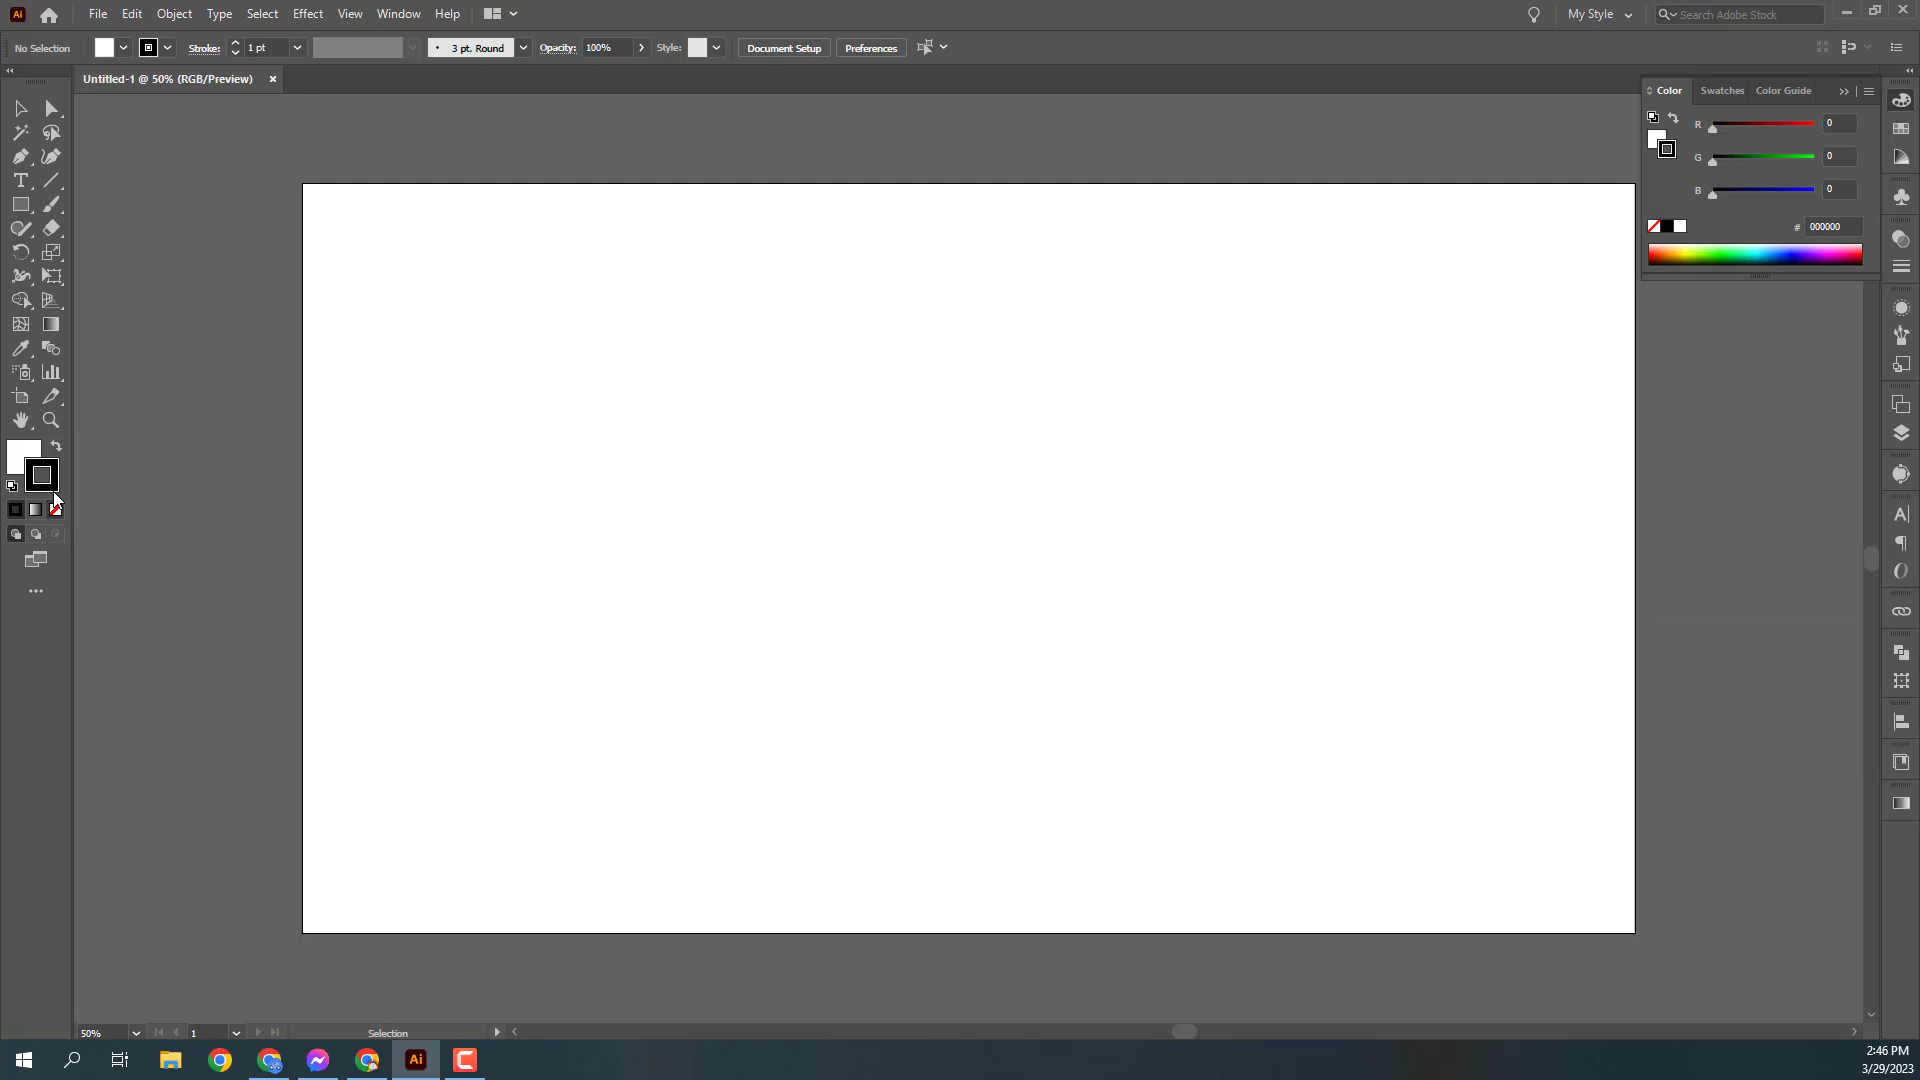 Ai File Edit Object Type Select Effect View Window Help My Style Search Adobe Stock
No Selection Stroke: 1 pt 3 pt. Round Opacity: 100% Style: Document Setup Preferences
Untitled-1 @ 50% (RGB/Preview)
Color Swatches Color Guide
R 0
G 0
B 0
# 000000
50% 1 Selection
Ai 2:46 PM
3/29/2023